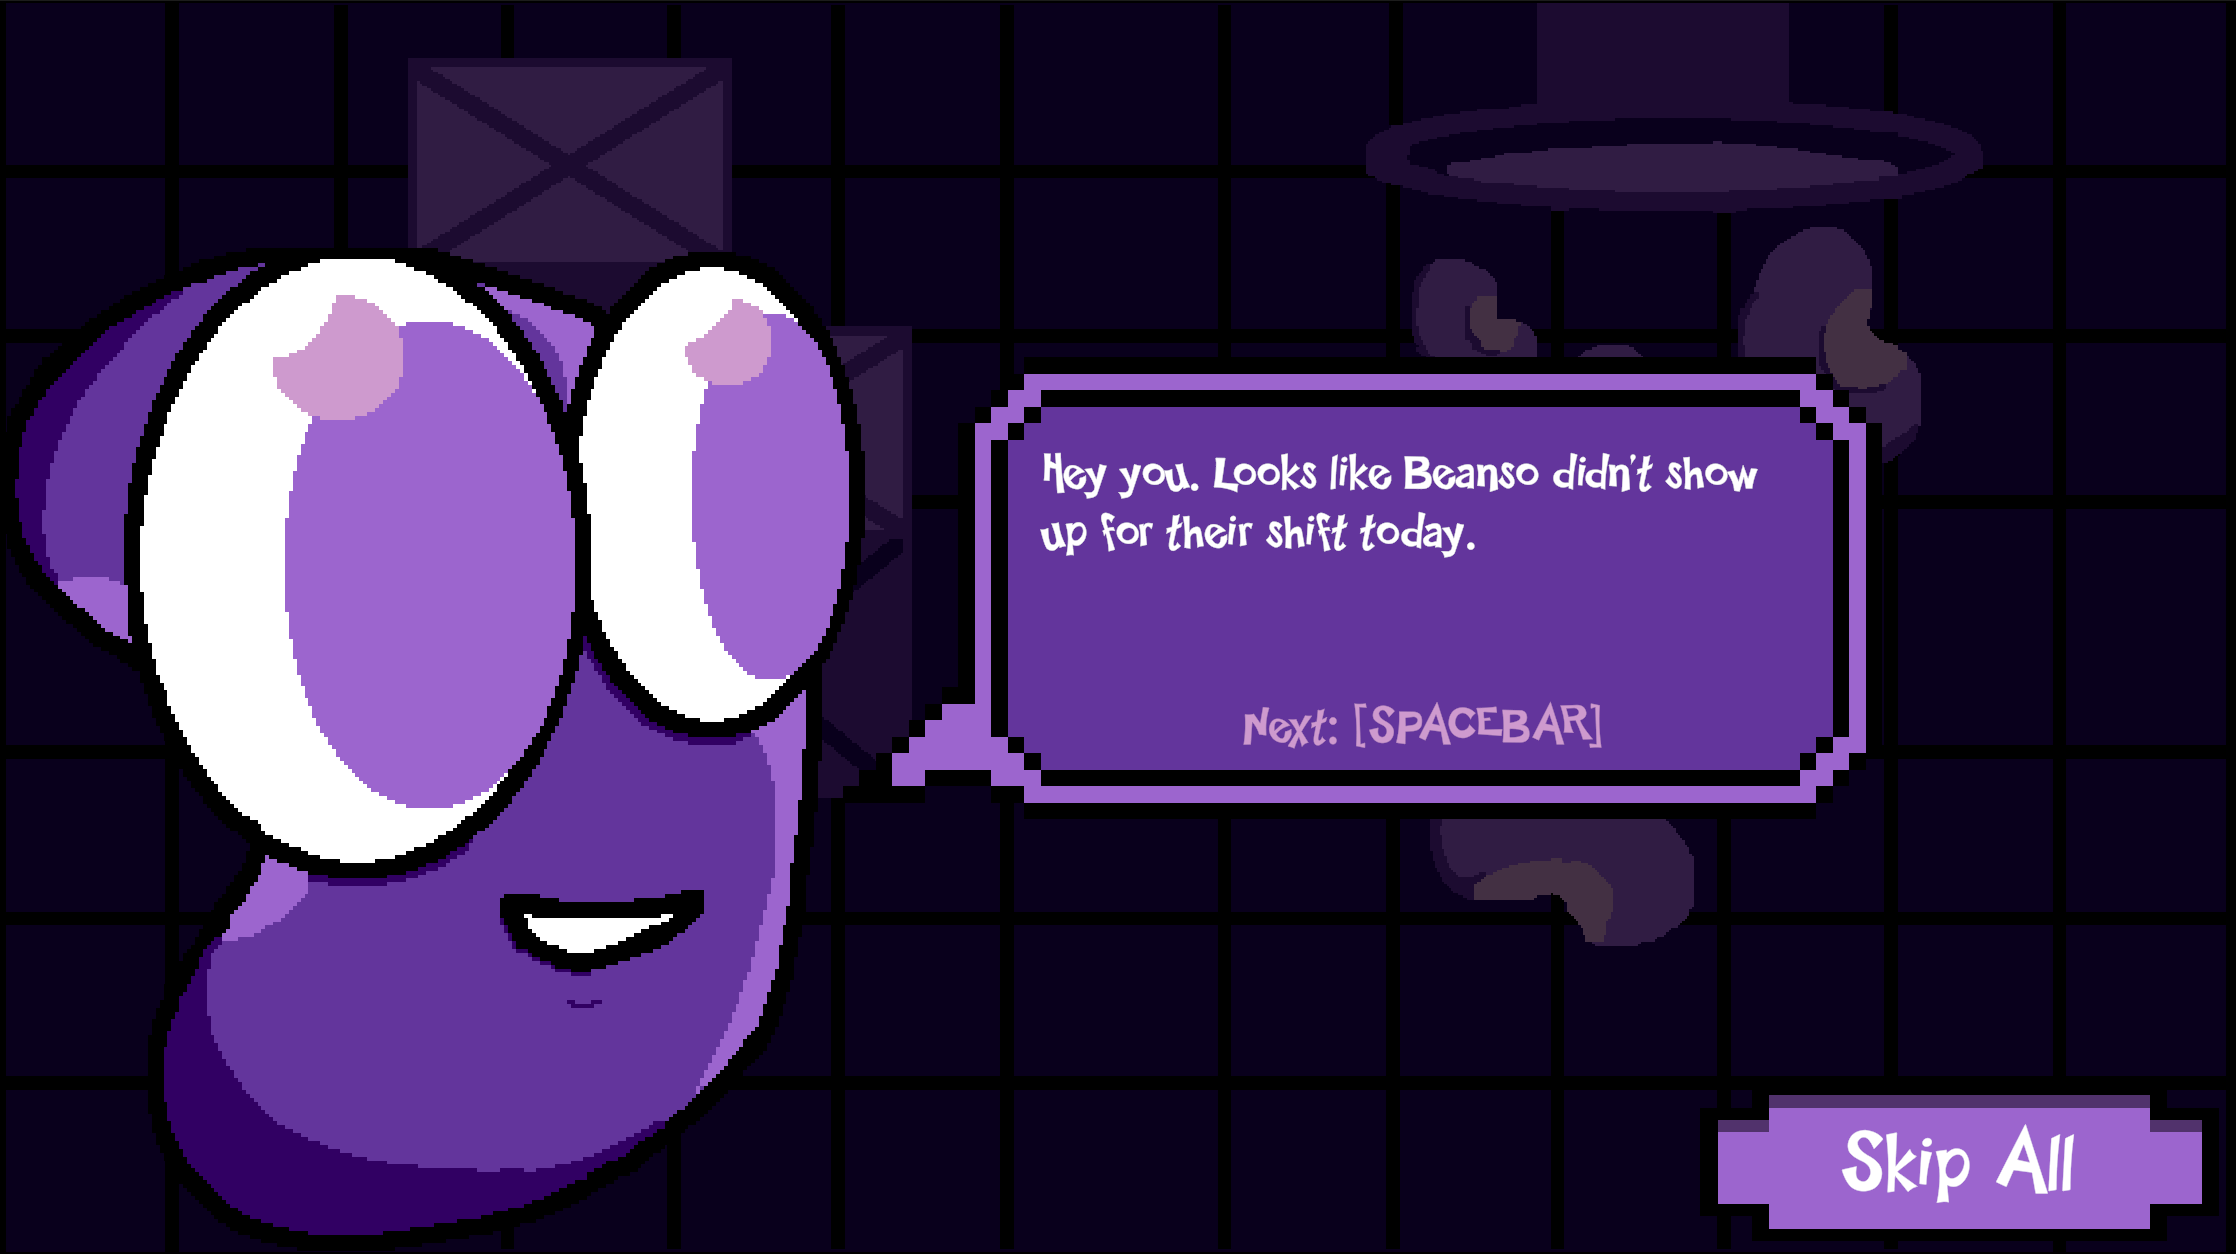 Hey you. Looks like Beanso didn't show
up for their shift today.
Next: [SPACEBAR]
Skip All